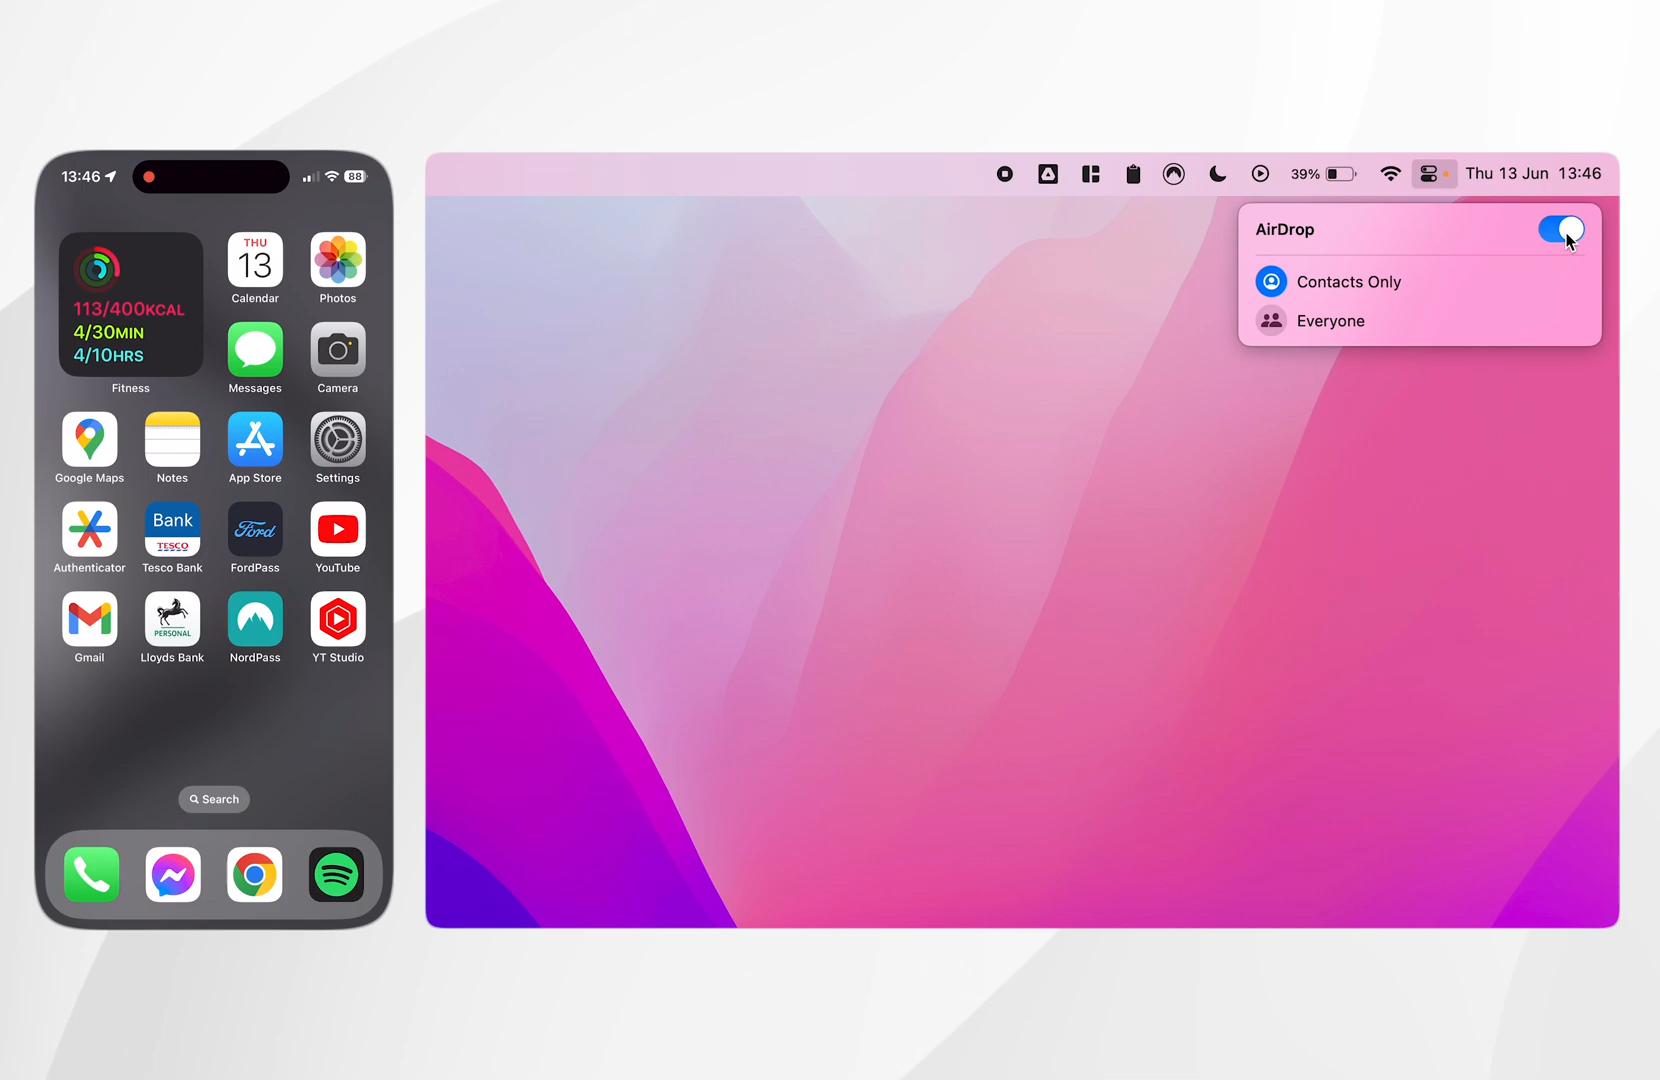 13:46
88
113/400KCAL
4/30MIN
4/10HRS
Fitness
THU
13
Calendar
Photos
Messages
Camera
Google Maps
Notes
App Store
Settings
Bank
TESCO
Ford
Authenticator
Tesco Bank
FordPass
YouTube
PERSONAL
Gmail
Lloyds Bank
NordPass
YT Studio
Search
39%
Thu 13 Jun 13:46
AirDrop
Contacts Only
Everyone